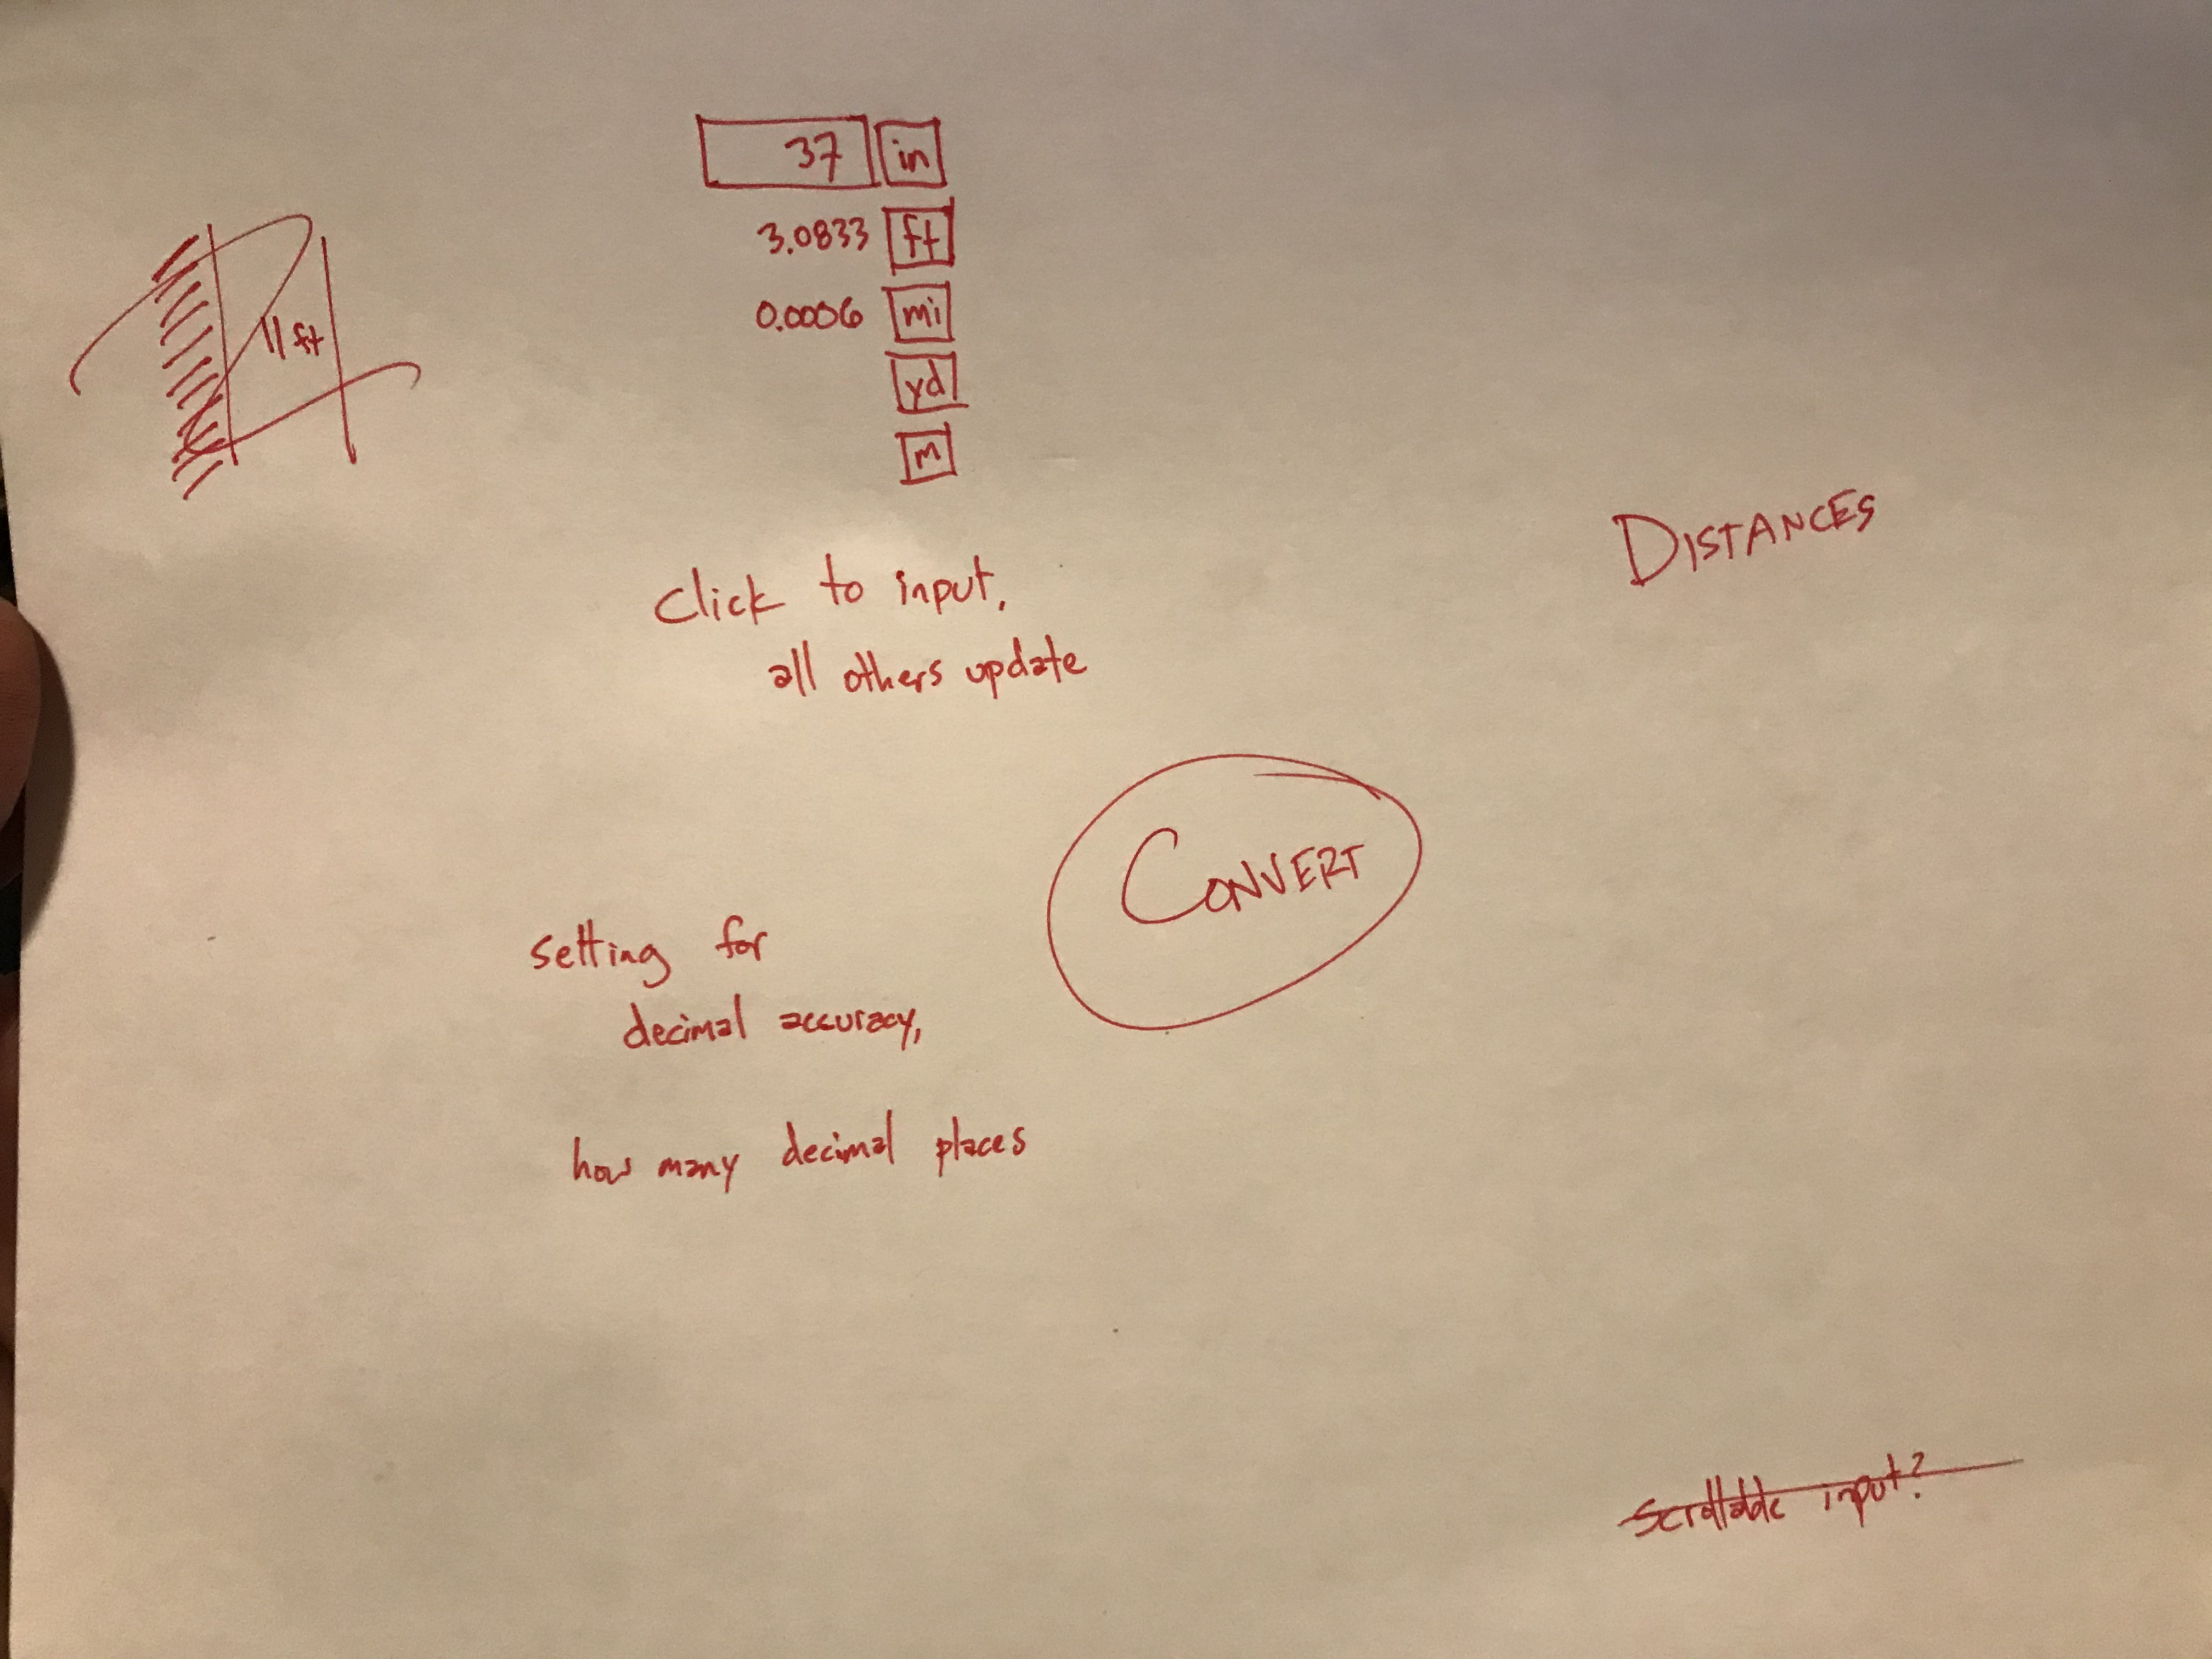 37 in
3.0833 ft
0.0006 mi
yd
m
11 ft
Click to input,
all others update
DISTANCES
CONVERT
setting for
decimal accuracy,
how many decimal places
Scrollable input?